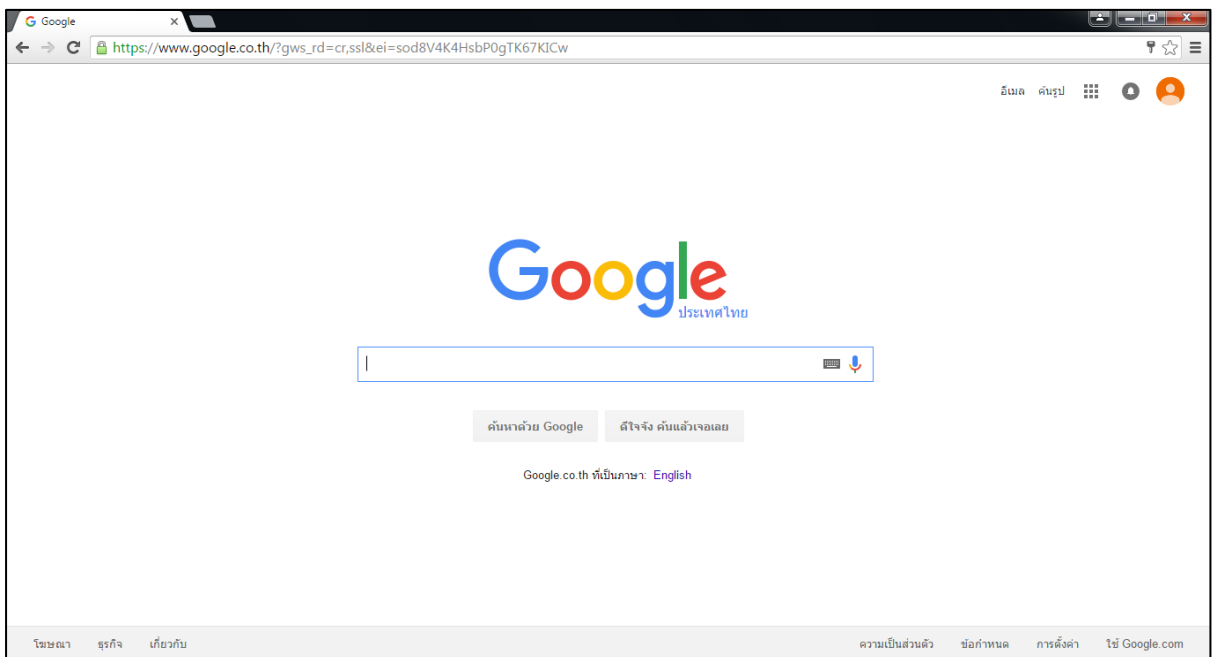 Google
https://www.google.co.th/?gws_rd=cr,ssl&ei=sod8V4K4HsbP0gTK67KICw
อีเมล ค้นรูป
Google
ประเทศไทย
ค้นหาด้วย Google ดีใจจัง ค้นแล้วเจอเลย
Google.co.th ที่เป็นภาษา: English
โฆษณา ธุรกิจ เกี่ยวกับ ความเป็นส่วนตัว ข้อกำหนด การตั้งค่า ใช้ Google.com